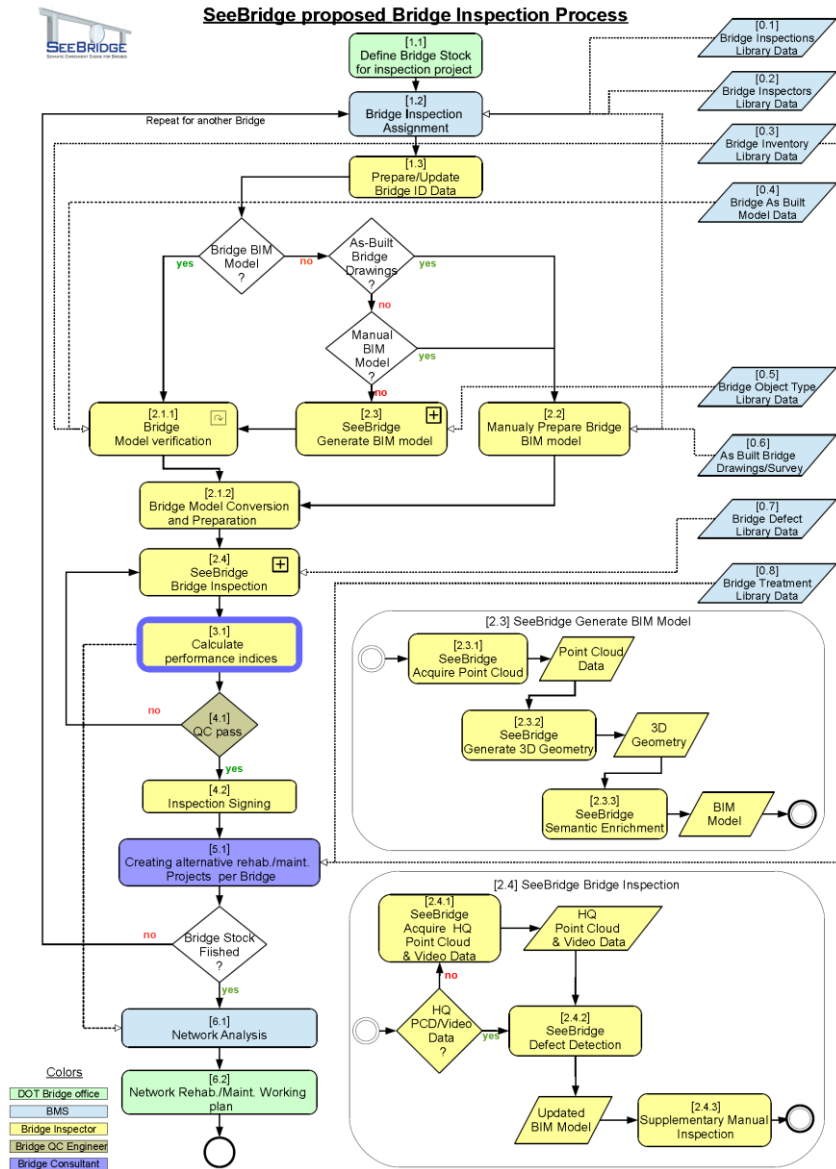 SeeBridge proposed Bridge Inspection Process
SEEBRIDGE
SEMANTIC ENRICHMENT ENGINE FOR BRIDGES
[1.1]
Define Bridge Stock
for inspection project
[0.1]
Bridge Inspections
Library Data
[1.2]
Bridge Inspection
Assignment
[0.2]
Bridge Inspectors
Library Data
Repeat for another Bridge
[0.3]
Bridge Inventory
Library Data
[1.3]
Prepare/Update
Bridge ID Data
[0.4]
Bridge As Built
Model Data
Bridge BIM
Model
?
yes
no
As-Built
Bridge
Drawings
?
yes
no
Manual
BIM
Model
?
yes
no
[0.5]
Bridge Object Type
Library Data
[2.1.1]
Bridge
Model verification
[2.3]
SeeBridge
Generate BIM model
[2.2]
Manualy Prepare Bridge
BIM model
[0.6]
As Built Bridge
Drawings/Survey
[2.1.2]
Bridge Model Conversion
and Preparation
[0.7]
Bridge Defect
Library Data
[2.4]
SeeBridge
Bridge Inspection
[0.8]
Bridge Treatment
Library Data
[3.1]
Calculate
performance indices
[4.1]
QC pass
no
yes
[4.2]
Inspection Signing
[5.1]
Creating alternative rehab./maint.
Projects per Bridge
Bridge Stock
Fiished
?
no
yes
[6.1]
Network Analysis
[6.2]
Network Rehab./Maint. Working
plan
[2.3] SeeBridge Generate BIM Model
[2.3.1]
SeeBridge
Acquire Point Cloud
Point Cloud
Data
[2.3.2]
SeeBridge
Generate 3D Geometry
3D
Geometry
[2.3.3]
SeeBridge
Semantic Enrichment
BIM
Model
[2.4] SeeBridge Bridge Inspection
[2.4.1]
SeeBridge
Acquire HQ
Point Cloud
& Video Data
HQ
Point Cloud
& Video Data
no
HQ
PCD/Video
Data
?
yes
[2.4.2]
SeeBridge
Defect Detection
Updated
BIM Model
[2.4.3]
Supplementary Manual
Inspection
Colors
DOT Bridge office
BMS
Bridge Inspector
Bridge QC Engineer
Bridge Consultant